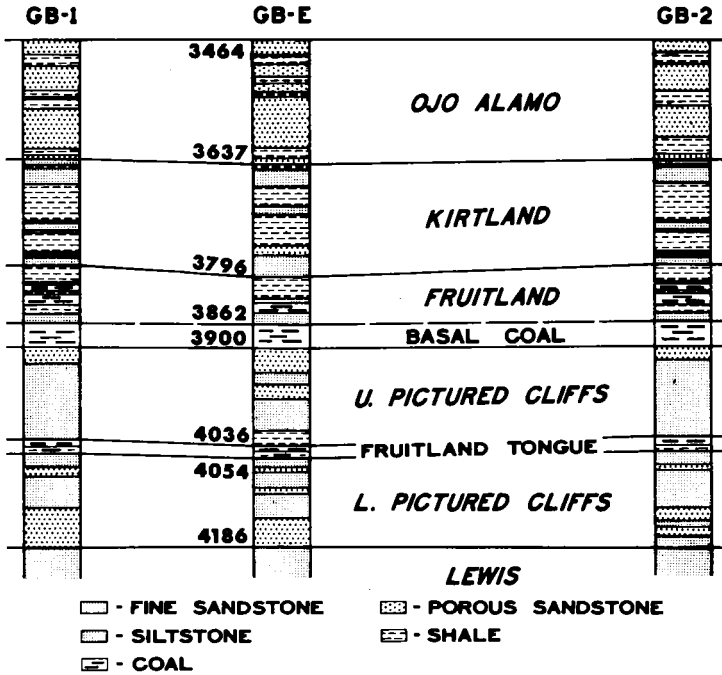 GB-1 GB-E GB-2
3464
OJO ALAMO
3637
KIRTLAND
3796
FRUITLAND
3862
BASAL COAL
3900
U. PICTURED CLIFFS
4036
FRUITLAND TONGUE
4054
L. PICTURED CLIFFS
4186
LEWIS
- FINE SANDSTONE - POROUS SANDSTONE
- SILTSTONE - SHALE
- COAL